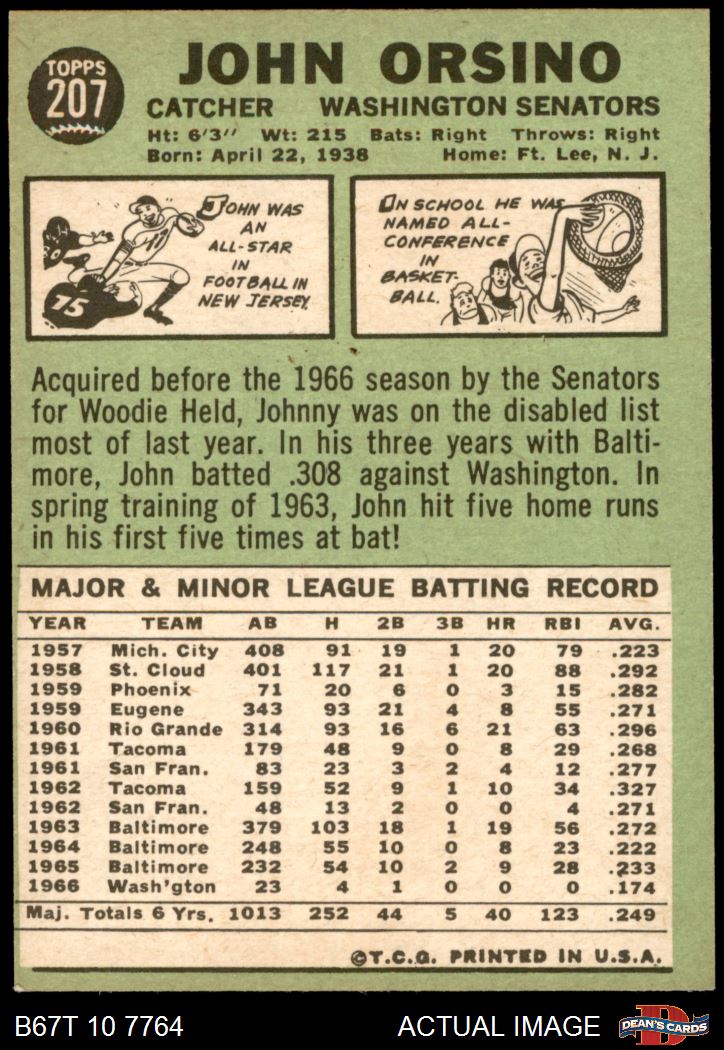 TOPPS
207
JOHN ORSINO
CATCHER WASHINGTON SENATORS
Ht: 6'3" Wt: 215 Bats: Right Throws: Right
Born: April 22, 1938 Home: Ft. Lee, N. J.
JOHN WAS
AN
ALL-STAR
IN
FOOTBALL IN
NEW JERSEY.
11
15
IN SCHOOL HE WAS
NAMED ALL-
CONFERENCE
IN
BASKET-
BALL.
Acquired before the 1966 season by the Senators
for Woodie Held, Johnny was on the disabled list
most of last year. In his three years with Balti-
more, John batted .308 against Washington. In
spring training of 1963, John hit five home runs
in his first five times at bat!
MAJOR & MINOR LEAGUE BATTING RECORD
YEAR TEAM AB H 2B 3B HR RBI AVG.
1957 Mich. City 408 91 19 1 20 79 .223
1958 St. Cloud 401 117 21 1 20 88 .292
1959 Phoenix 71 20 6 0 3 15 .282
1959 Eugene 343 93 21 4 8 55 .271
1960 Rio Grande 314 93 16 6 21 63 .296
1961 Tacoma 179 48 9 0 8 29 .268
1961 San Fran. 83 23 3 2 4 12 .277
1962 Tacoma 159 52 9 1 10 34 .327
1962 San Fran. 48 13 2 0 0 4 .271
1963 Baltimore 379 103 18 1 19 56 .272
1964 Baltimore 248 55 10 0 8 23 .222
1965 Baltimore 232 54 10 2 9 28 .233
1966 Wash'gton 23 4 1 0 0 0 .174
Maj. Totals 6 Yrs. 1013 252 44 5 40 123 .249
©T.C.G. PRINTED IN U.S.A.
B67T 10 7764 ACTUAL IMAGE
D
DEAN'S CARDS